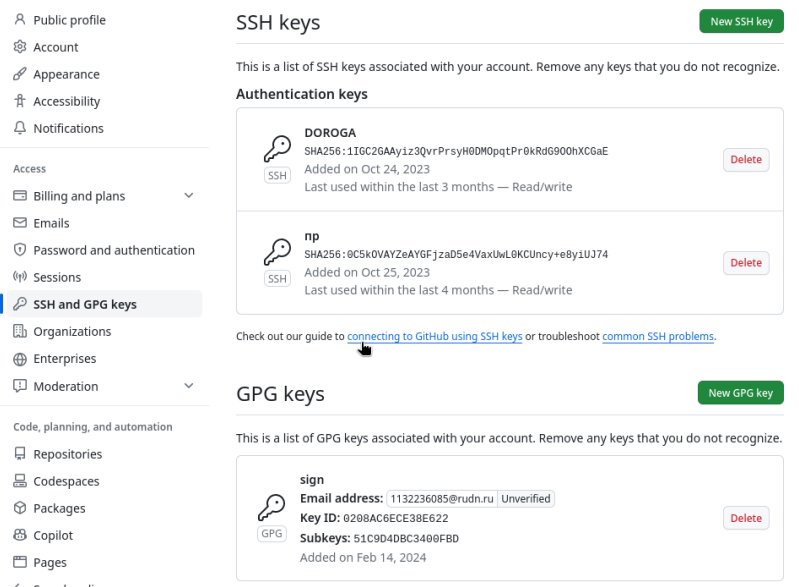 Public profile
Account
Appearance
Accessibility
Notifications
Access
Billing and plans
Emails
Password and authentication
Sessions
SSH and GPG keys
Organizations
Enterprises
Moderation
Code, planning, and automation
Repositories
Codespaces
Packages
Copilot
Pages
SSH keys
New SSH key
This is a list of SSH keys associated with your account. Remove any keys that you do not recognize.
Authentication keys
DOROGA
SHA256:1IGC2GAAyiz3QvrPrsyH0DMOpqtPr0kRdG9OOhXCGaE
Added on Oct 24, 2023
Last used within the last 3 months — Read/write
SSH
Delete
пр
SHA256:0C5kOVAYZeAYGFjzaD5e4VaxUwL0KCUncy+e8yiUJ74
Added on Oct 25, 2023
Last used within the last 4 months — Read/write
SSH
Delete
Check out our guide to connecting to GitHub using SSH keys or troubleshoot common SSH problems.
GPG keys
New GPG key
This is a list of GPG keys associated with your account. Remove any keys that you do not recognize.
sign
Email address: 1132236085@rudn.ru Unverified
Key ID: 0208AC6ECE38E622
Subkeys: 51C9D4DBC3400FBD
Added on Feb 14, 2024
GPG
Delete